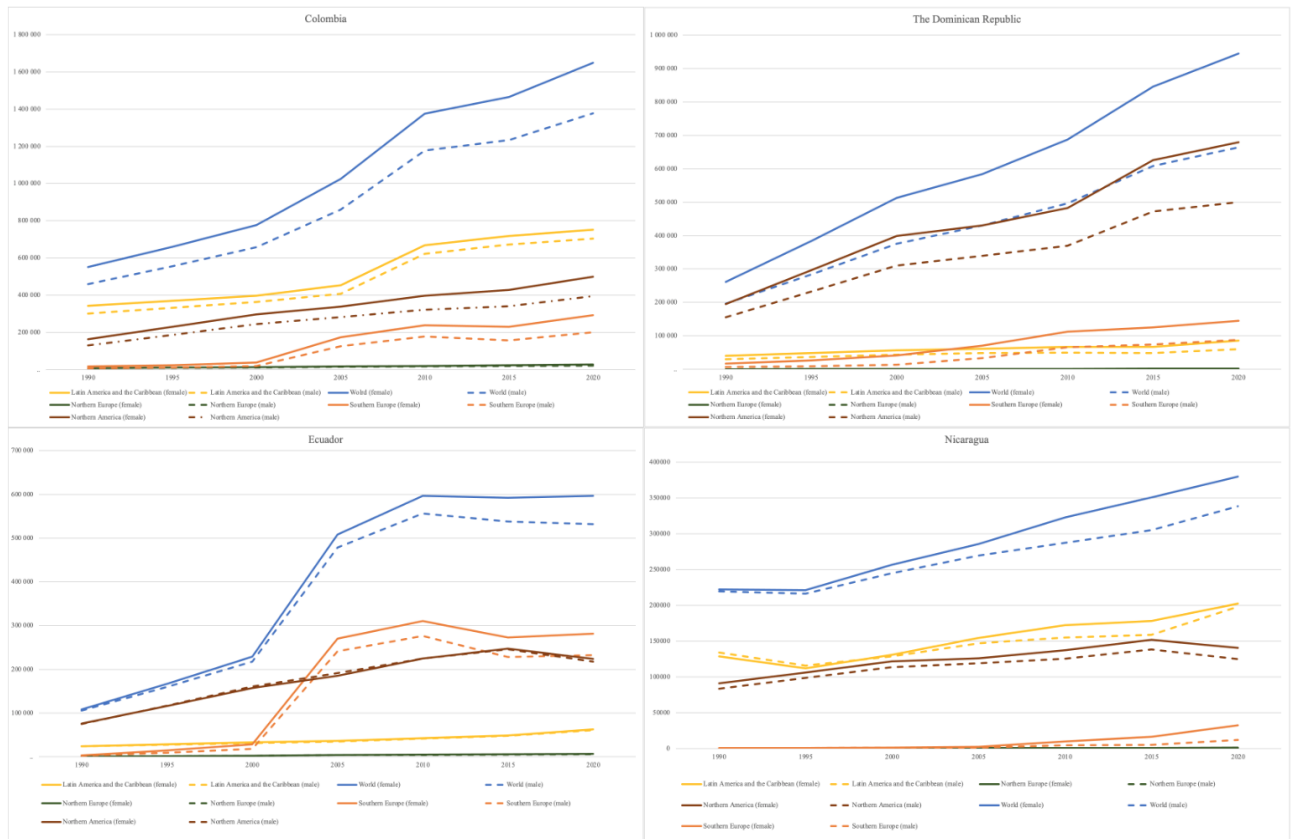 Colombia
1 800 000
1 600 000
1 400 000
1 200 000
1 000 000
800 000
600 000
400 000
200 000
-
1990 1995 2000 2005 2010 2015 2020
Latin America and the Caribbean (female) Latin America and the Caribbean (male) Wolrd (female) World (male)
Northern Europe (female) Northern Europe (male) Southern Europe (female) Southern Europe (male)
Northern America (female) Northern America (male)
The Dominican Republic
1 000 000
900 000
800 000
700 000
600 000
500 000
400 000
300 000
200 000
100 000
-
1990 1995 2000 2005 2010 2015 2020
Latin America and the Caribbean (female) Latin America and the Caribbean (male) World (female) World (male)
Northern Europe (female) Northern Europe (male) Southern Europe (female) Southern Europe (male)
Northern America (female) Northern America (male)
Ecuador
700 000
600 000
500 000
400 000
300 000
200 000
100 000
-
1990 1995 2000 2005 2010 2015 2020
Latin America and the Caribbean (female) Latin America and the Caribbean (male) World (female) World (male)
Northern Europe (female) Northern Europe (male) Southern Europe (female) Southern Europe (male)
Northern America (female) Northern America (male)
Nicaragua
400000
350000
300000
250000
200000
150000
100000
50000
0
1990 1995 2000 2005 2010 2015 2020
Latin America and the Caribbean (female) Latin America and the Caribbean (male) Northern Europe (female) Northern Europe (male)
Northern America (female) Northern America (male) World (female) World (male)
Southern Europe (female) Southern Europe (male)